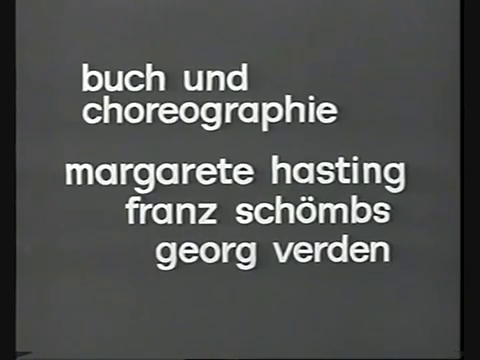 buch und
choreographie
margarete hasting
franz schömbs
georg verden